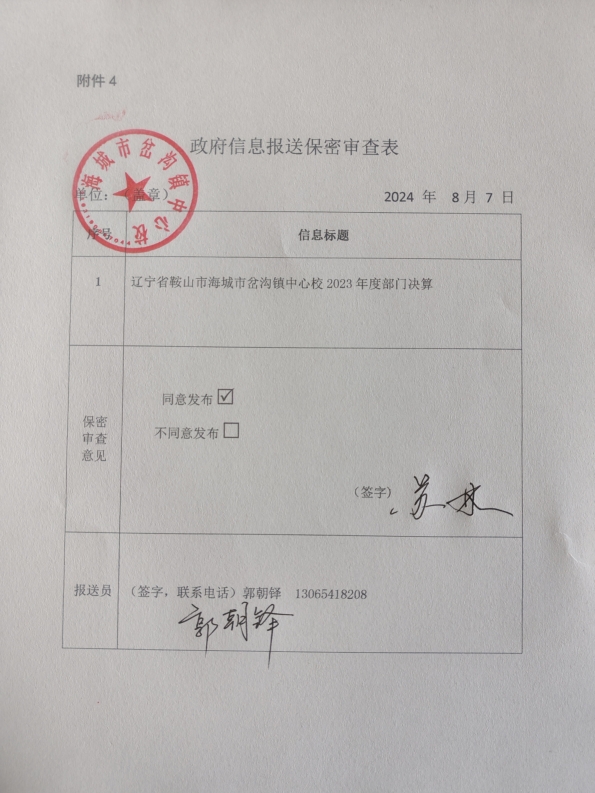 附件 4
政府信息报送保密审查表
海城市岔沟镇中心校
单位：（盖章）
2024 年 8 月 7 日
序号 信息标题
1 辽宁省鞍山市海城市岔沟镇中心校 2023 年度部门决算
同意发布☑
不同意发布☐
保密
审查
意见
（签字） 苏林
报送员 （签字，联系电话）郭朝铎 13065418208
郭朝铎